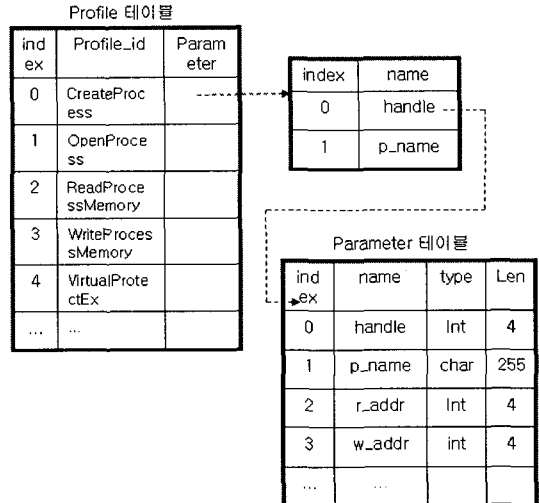 Profile 테이블
ind
ex
Profile_id
Param
eter
0
CreateProc
ess
1
OpenProce
ss
2
ReadProce
ssMemory
3
WriteProces
sMemory
4
VirtualProte
ctEx
...
...
index
name
0
handle
1
p_name
Parameter 테이블
ind
ex
name
type
Len
0
handle
Int
4
1
p_name
char
255
2
r_addr
Int
4
3
w_addr
int
4
...
...